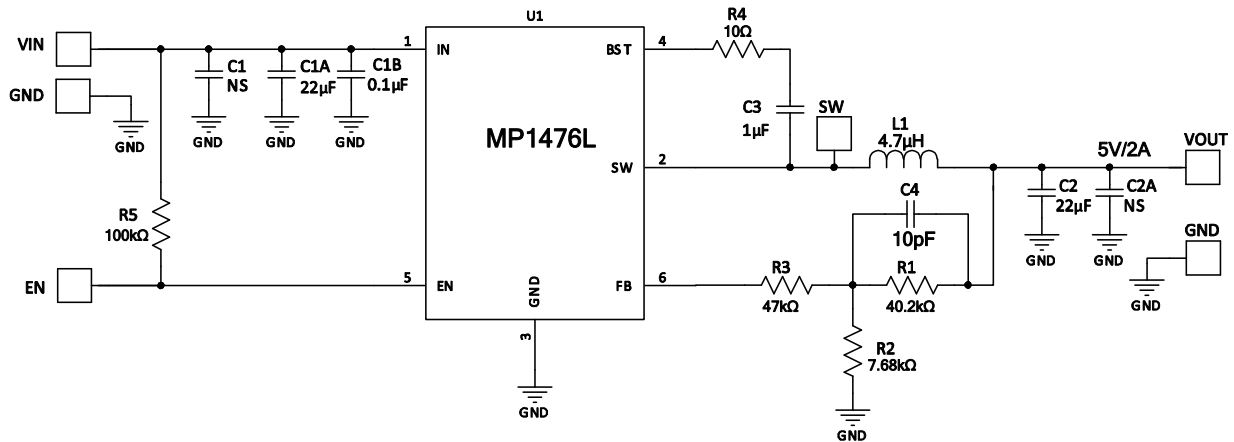 U1
R4
10Ω
VIN
1
IN
BST
4
C1
NS
C1A
22µF
C1B
0.1µF
GND
GND
GND
GND
GND
C3
1µF
SW
L1
4.7µH
MP1476L
SW
2
5V/2A
VOUT
C4
10pF
C2
22µF
C2A
NS
R5
100kΩ
GND
GND
GND
GND
EN
5
EN
GND
FB
6
R3
47kΩ
R1
40.2kΩ
3
R2
7.68kΩ
GND
GND